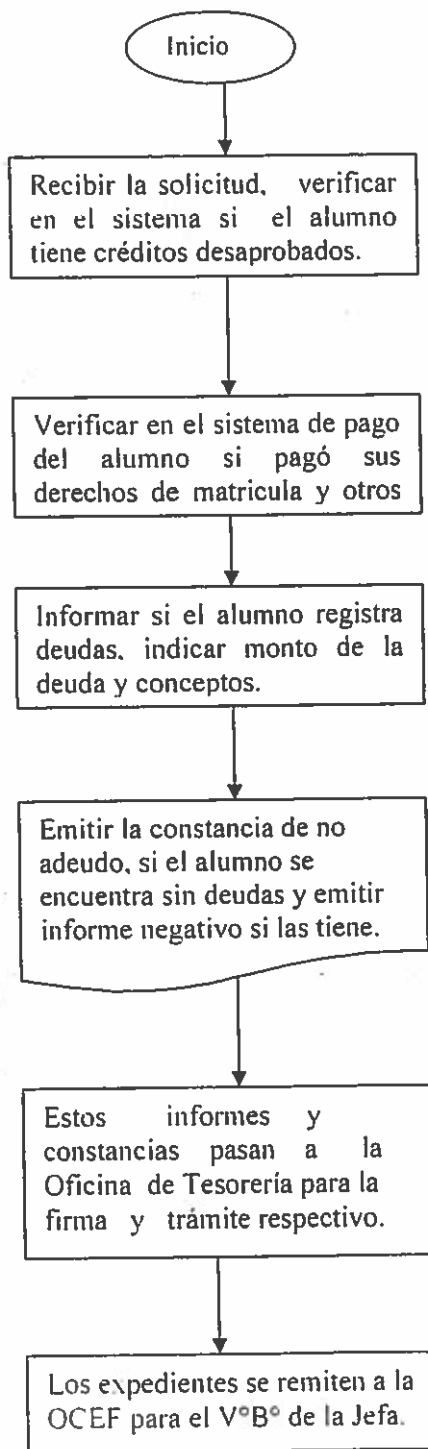 Inicio
Recibir la solicitud, verificar
en el sistema si el alumno
tiene créditos desaprobados.
Verificar en el sistema de pago
del alumno si pagó sus
derechos de matricula y otros
Informar si el alumno registra
deudas, indicar monto de la
deuda y conceptos.
Emitir la constancia de no
adeudo, si el alumno se
encuentra sin deudas y emitir
informe negativo si las tiene.
Estos informes y
constancias pasan a la
Oficina de Tesorería para la
firma y trámite respectivo.
Los expedientes se remiten a la
OCEF para el V°B° de la Jefa.